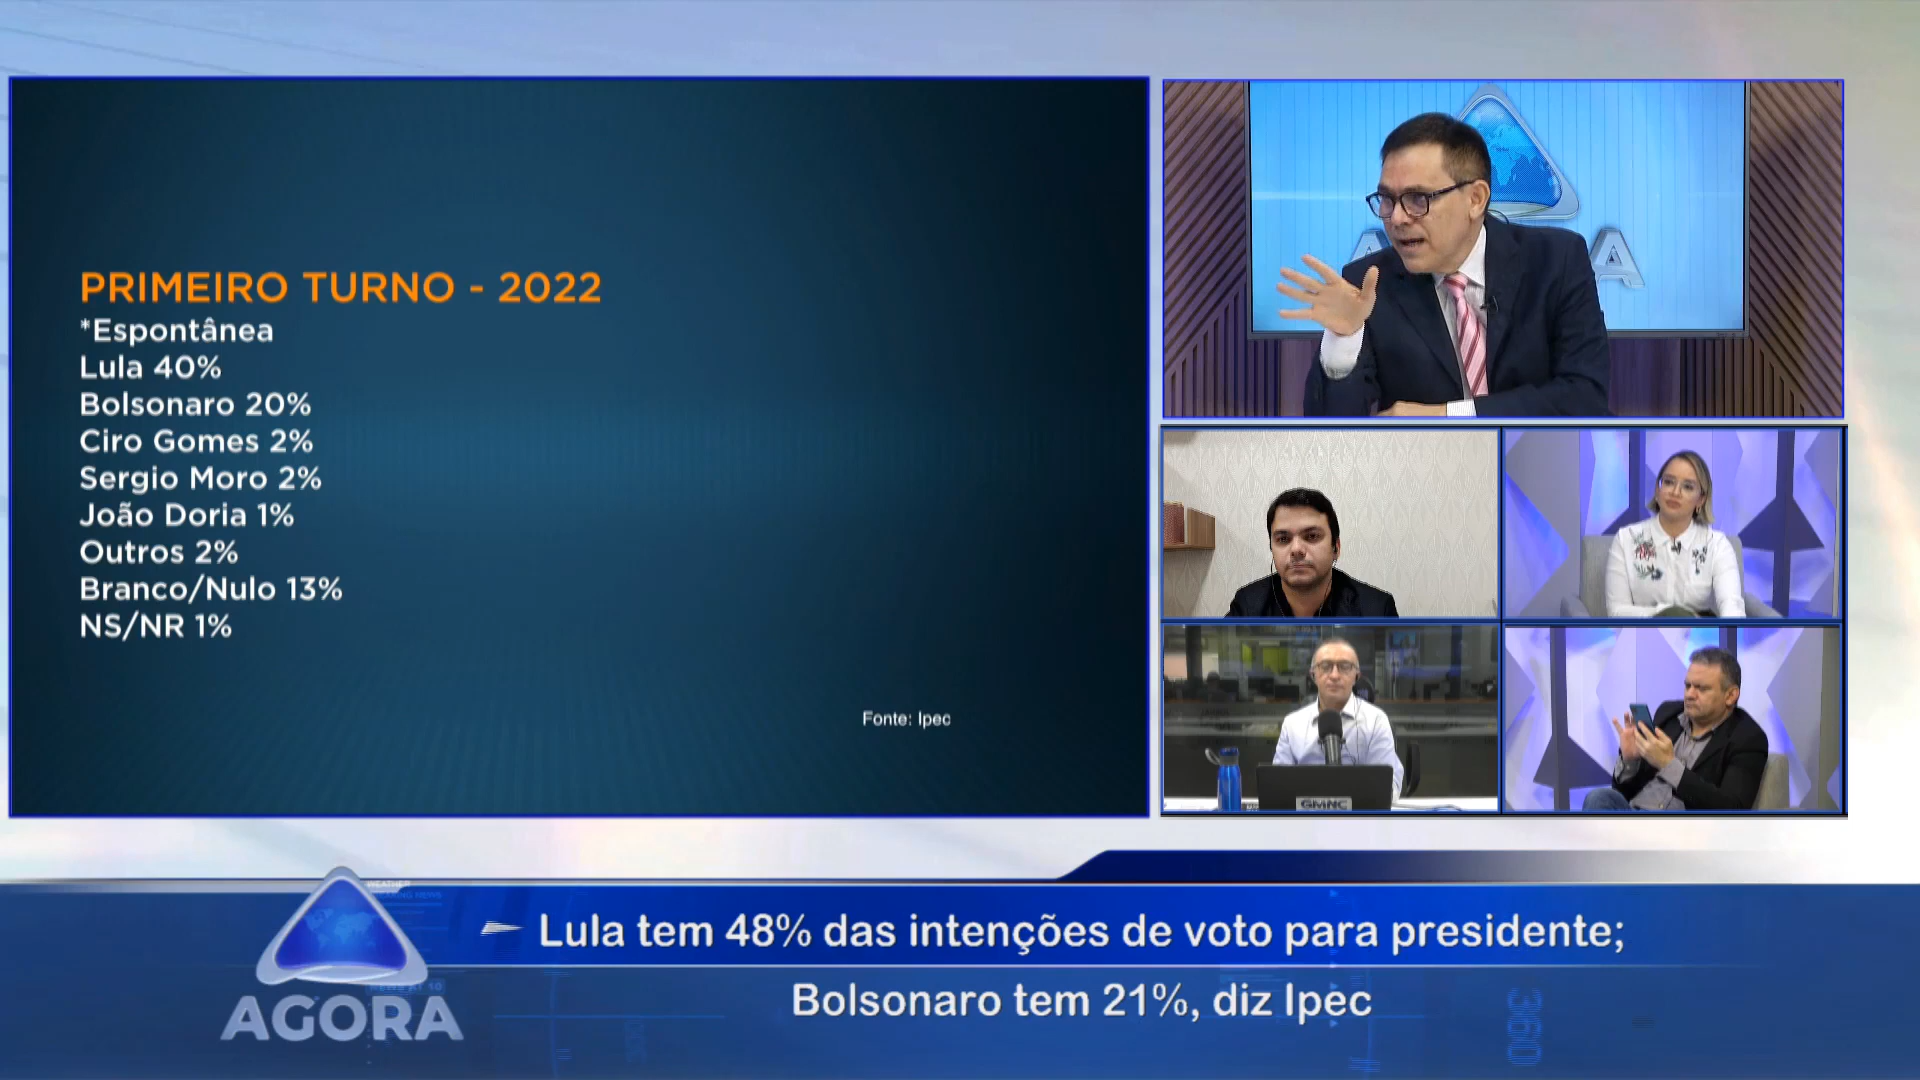 PRIMEIRO TURNO - 2022
*Espontânea
Lula 40%
Bolsonaro 20%
Ciro Gomes 2%
Sergio Moro 2%
João Doria 1%
Outros 2%
Branco/Nulo 13%
NS/NR 1%
Fonte: Ipec
GMNC
WEATHER
Lula tem 48% das intenções de voto para presidente;
Bolsonaro tem 21%, diz Ipec
AGORA
360